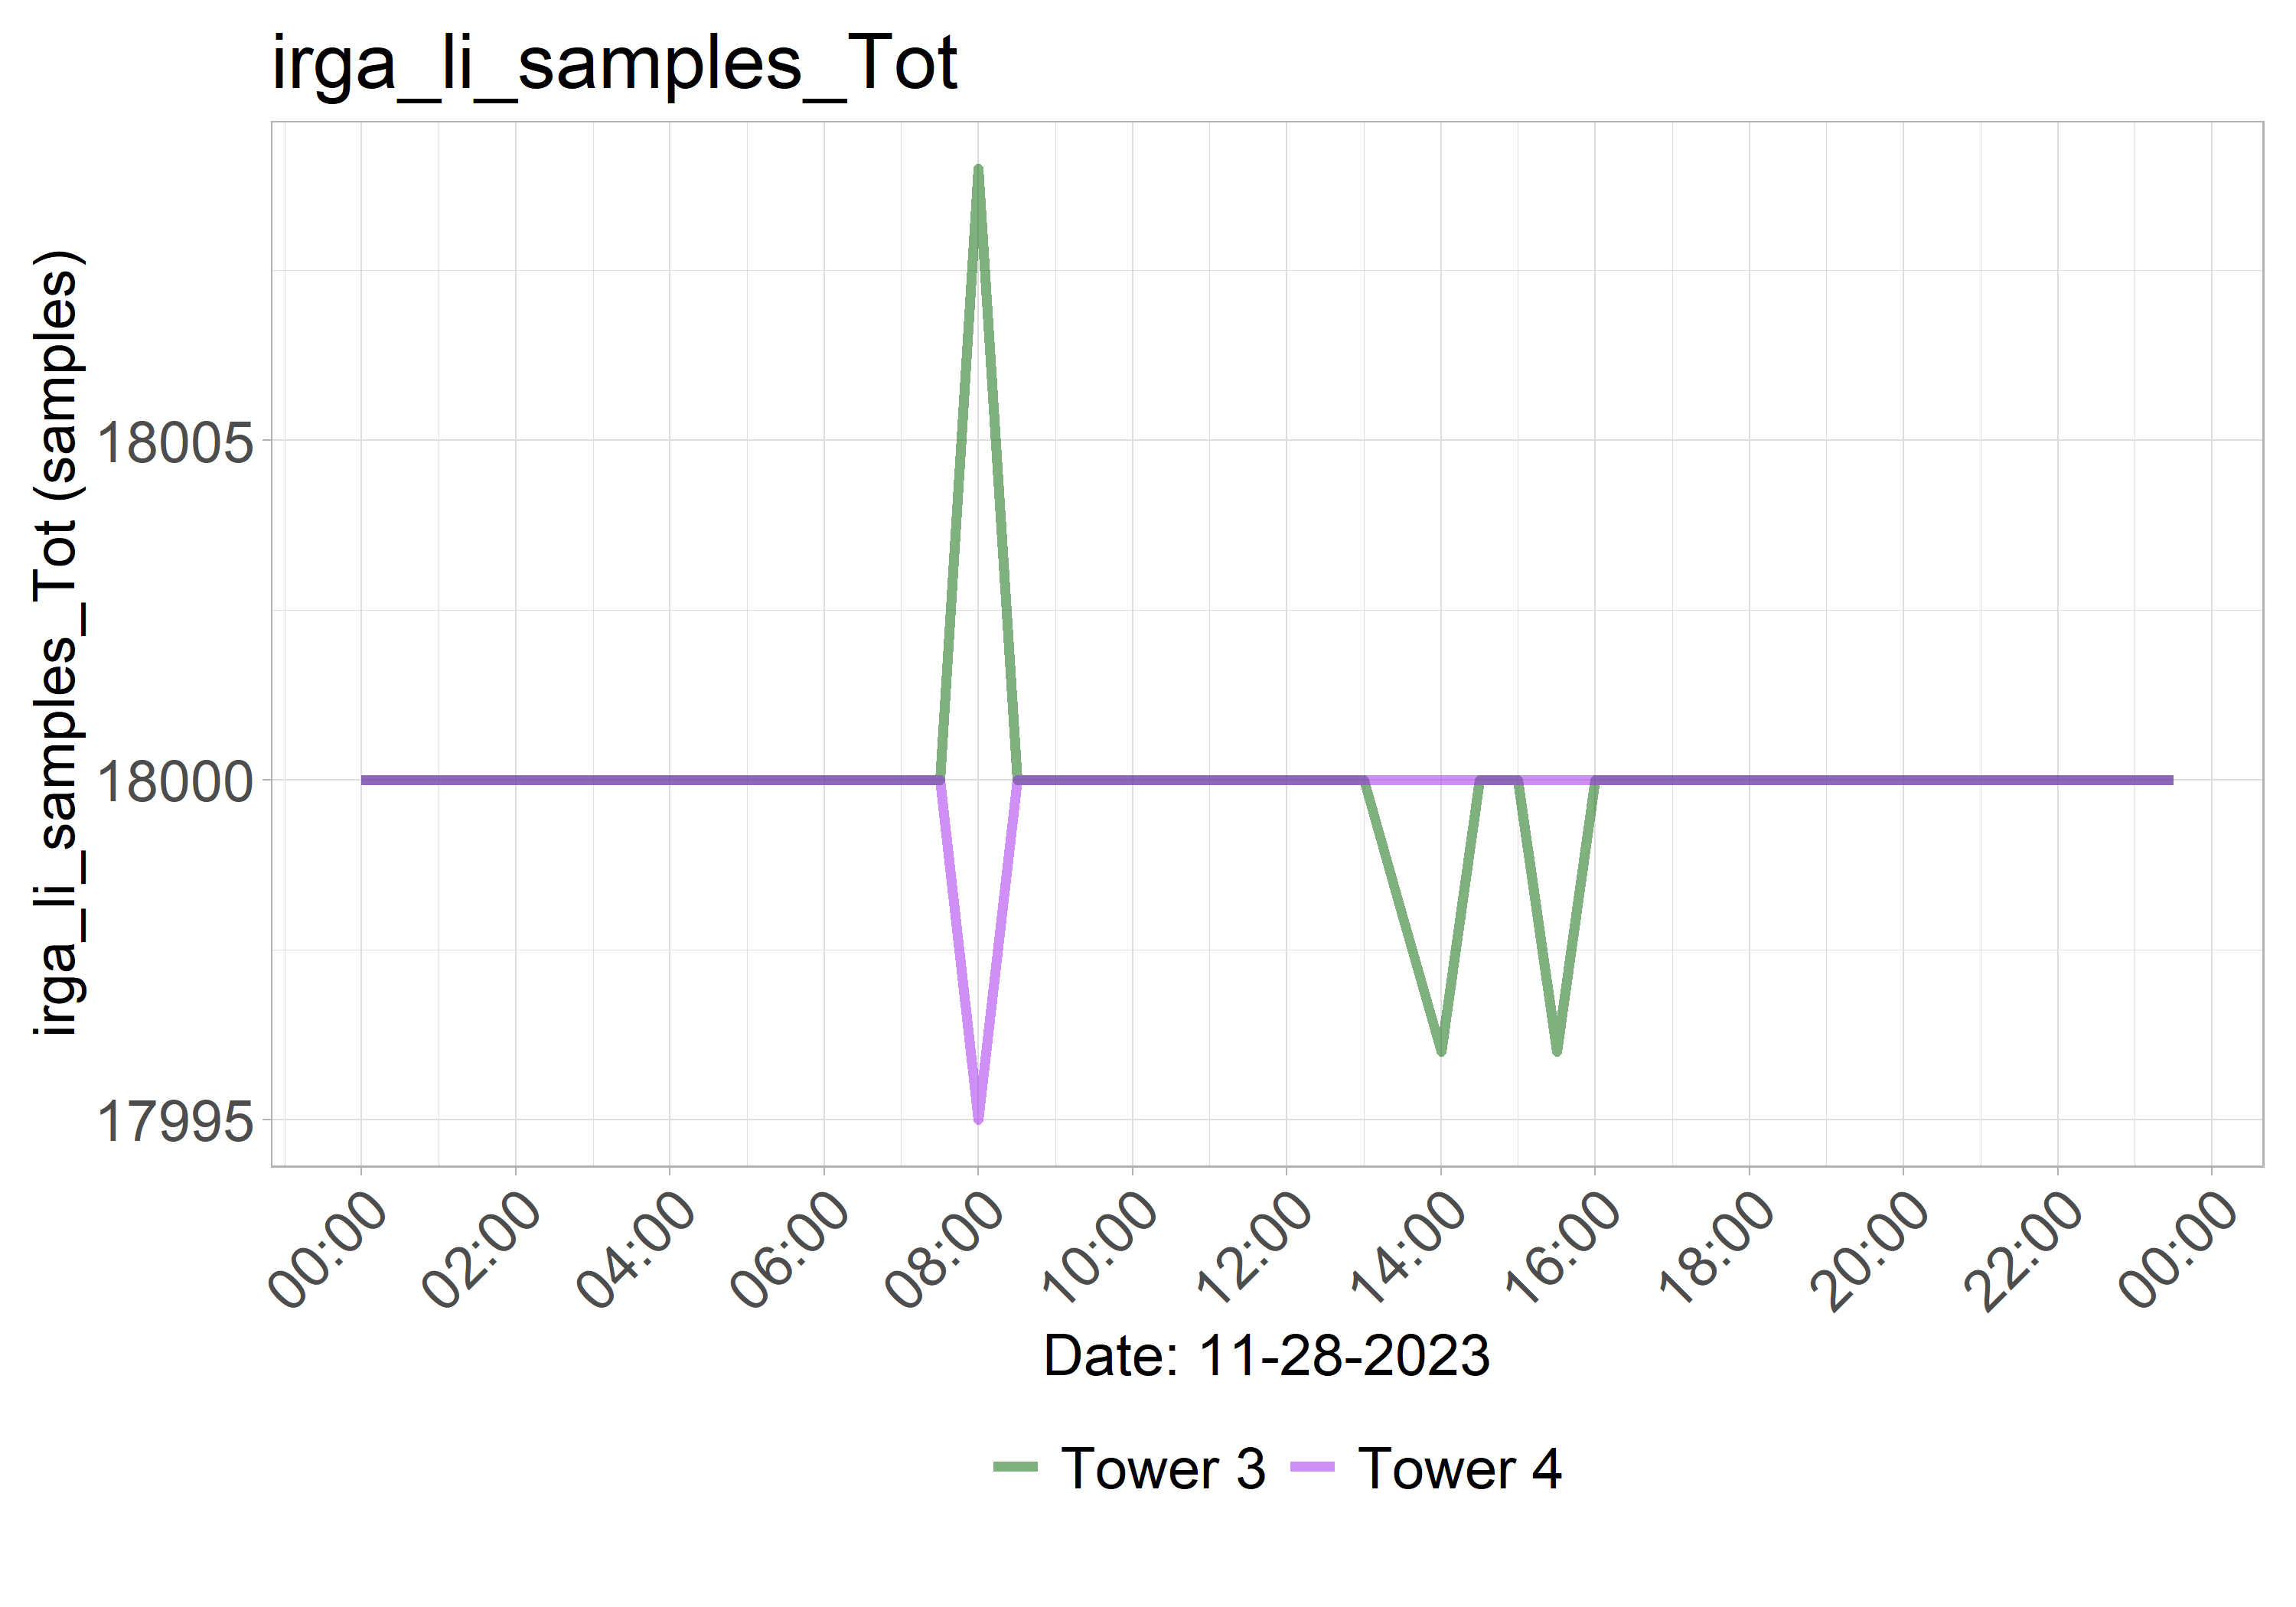 irga_li_samples_Tot
irga_li_samples_Tot (samples)
18005
18000
17995
00:00 02:00 04:00 06:00 08:00 10:00 12:00 14:00 16:00 18:00 20:00 22:00 00:00
Date: 11-28-2023
Tower 3 Tower 4